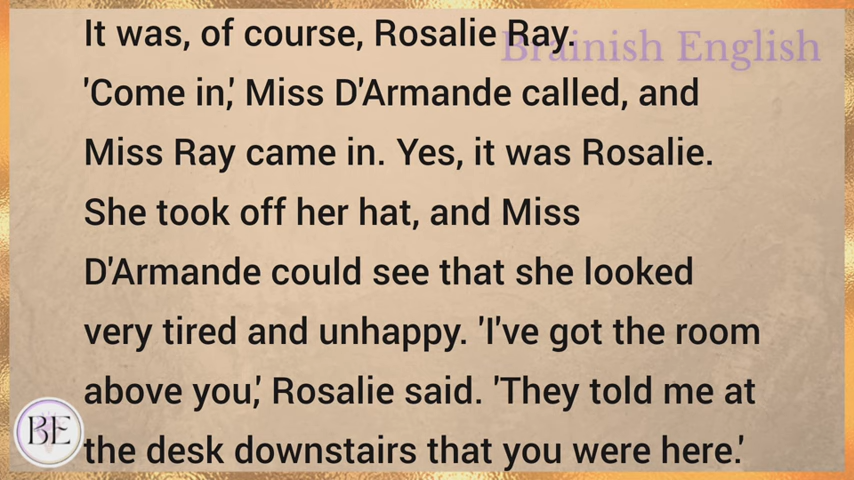 Brainish English
It was, of course, Rosalie Ray.
'Come in,' Miss D'Armande called, and
Miss Ray came in. Yes, it was Rosalie.
She took off her hat, and Miss
D'Armande could see that she looked
very tired and unhappy. 'I've got the room
above you,' Rosalie said. 'They told me at
the desk downstairs that you were here.'
BE